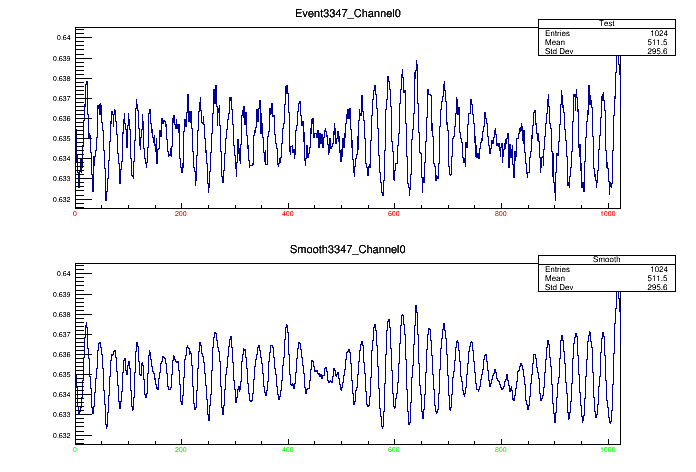 Event3347_Channel0
Test
Entries 1024
Mean 511.5
Std Dev 295.6
0.64
0.639
0.638
0.637
0.636
0.635
0.634
0.633
0.632
0 200 400 600 800 1000
Smooth3347_Channel0
Smooth
Entries 1024
Mean 511.5
Std Dev 295.6
0.64
0.639
0.638
0.637
0.636
0.635
0.634
0.633
0.632
0 200 400 600 800 1000